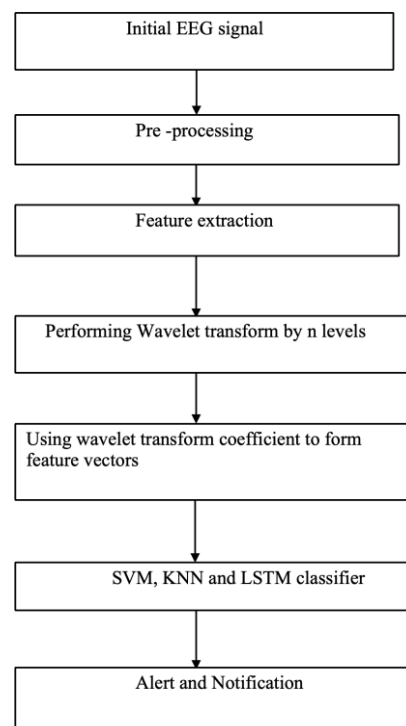 Initial EEG signal
Pre -processing
Feature extraction
Performing Wavelet transform by n levels
Using wavelet transform coefficient to form
feature vectors
SVM, KNN and LSTM classifier
Alert and Notification